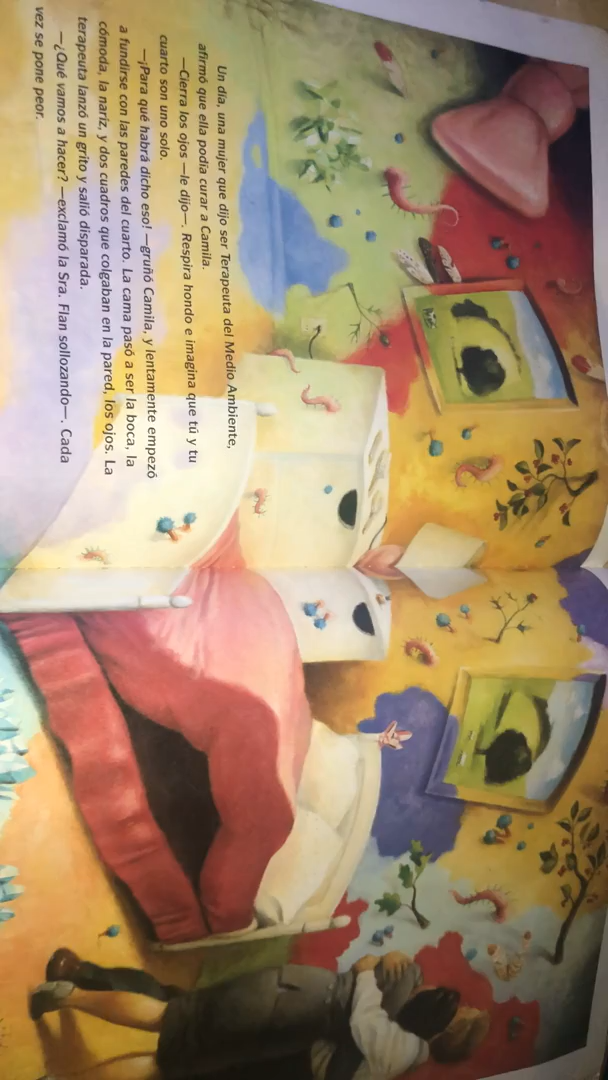 Un día, una mujer que dijo ser Terapeuta del Medio Ambiente,
afirmó que ella podía curar a Camila.
—Cierra los ojos —le dijo—. Respira hondo e imagina que tú y tu
cuarto son uno solo.
—¡Para qué habrá dicho eso! —gruñó Camila, y lentamente empezó
a fundirse con las paredes del cuarto. La cama pasó a ser la boca, la
cómoda, la nariz, y dos cuadros que colgaban en la pared, los ojos. La
terapeuta lanzó un grito y salió disparada.
—¿Qué vamos a hacer? —exclamó la Sra. Flan sollozando—. Cada
vez se pone peor.